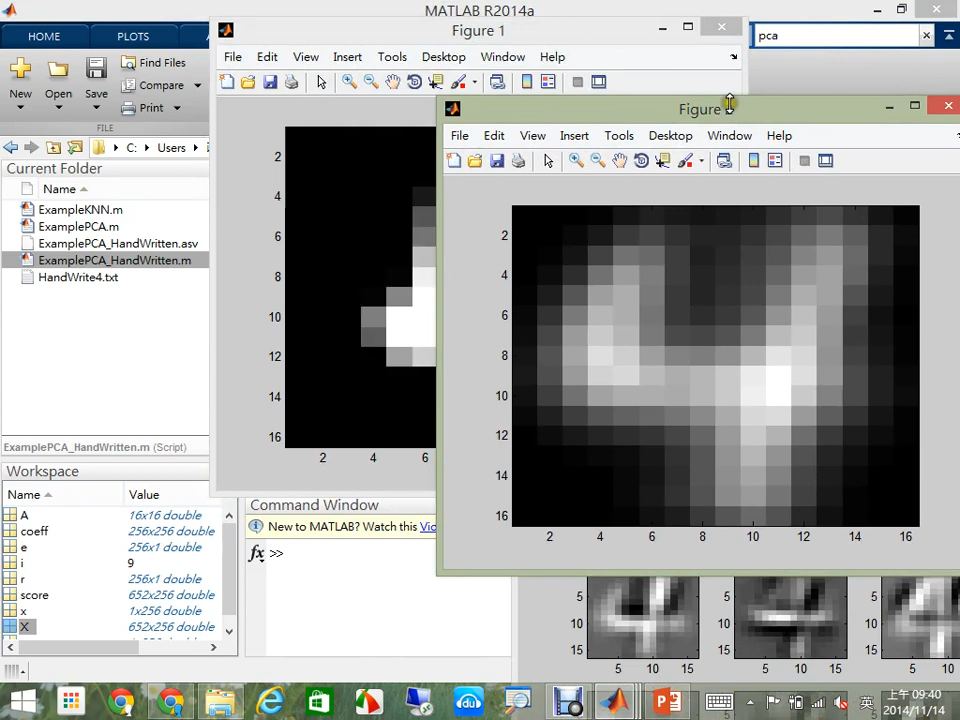 MATLAB R2014a
HOME PLOTS
pca
New Open Save
Find Files
Compare
Print
FILE
C: Users
Current Folder
Name
ExampleKNN.m
ExamplePCA.m
ExamplePCA_HandWritten.asv
ExamplePCA_HandWritten.m
HandWrite4.txt
ExamplePCA_HandWritten.m (Script)
Workspace
Name Value
A 16x16 double
coeff 256x256 double
e 256x1 double
i 9
r 256x1 double
score 652x256 double
x 1x256 double
X 652x256 double
Figure 1
File Edit View Insert Tools Desktop Window Help
2
4
6
8
10
12
14
16
2 4 6
Command Window
New to MATLAB? Watch this
fx >>
Figure
File Edit View Insert Tools Desktop Window Help
2
4
6
8
10
12
14
16
2 4 6 8 10 12 14 16
5
10
15
5 10 15
5
10
15
5 10 15
5
10
15
5 10
上午 09:40
2014/11/14
英
du